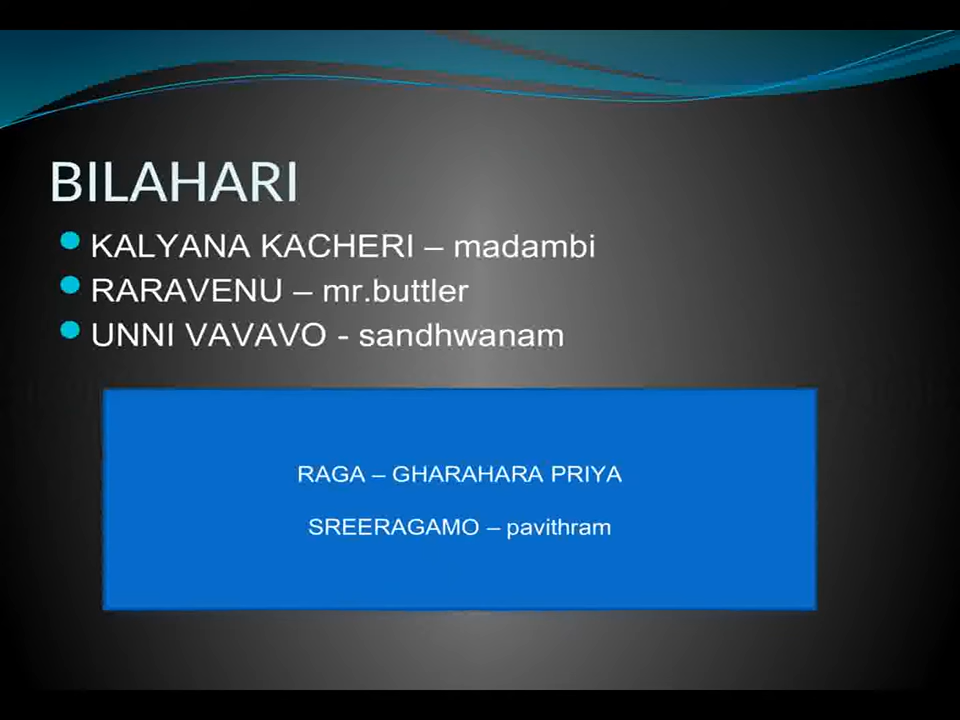 BILAHARI
KALYANA KACHERI – madambi
RARAVENU – mr.buttler
UNNI VAVAVO - sandhwanam
RAGA – GHARAHARA PRIYA
SREERAGAMO – pavithram